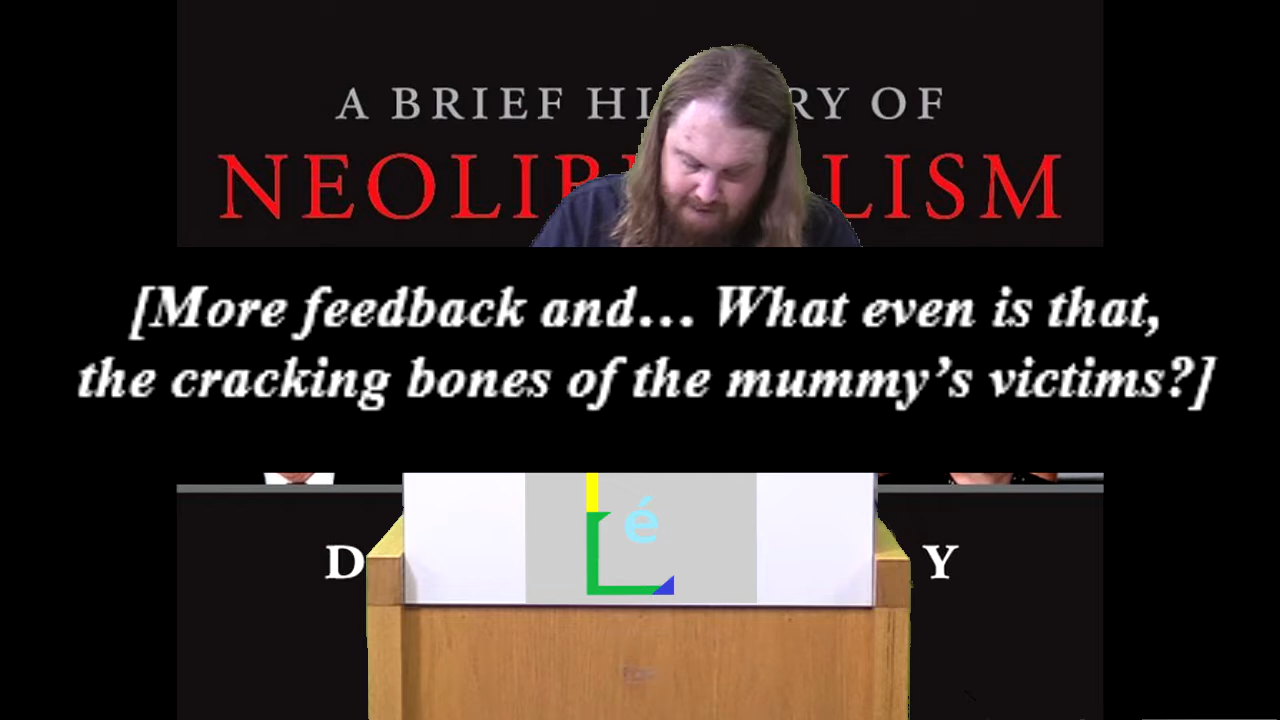 A BRIEF HI RY OF
NEOLIB LISM
[More feedback and... What even is that,
the cracking bones of the mummy’s victims?]
é
D Y